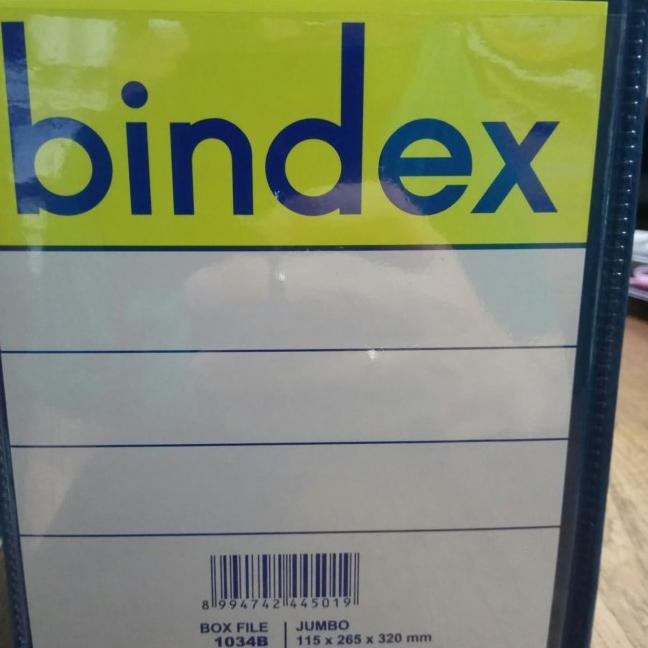 bindex
8 994742 445019
BOX FILE | JUMBO
1034B | 115 x 265 x 320 mm